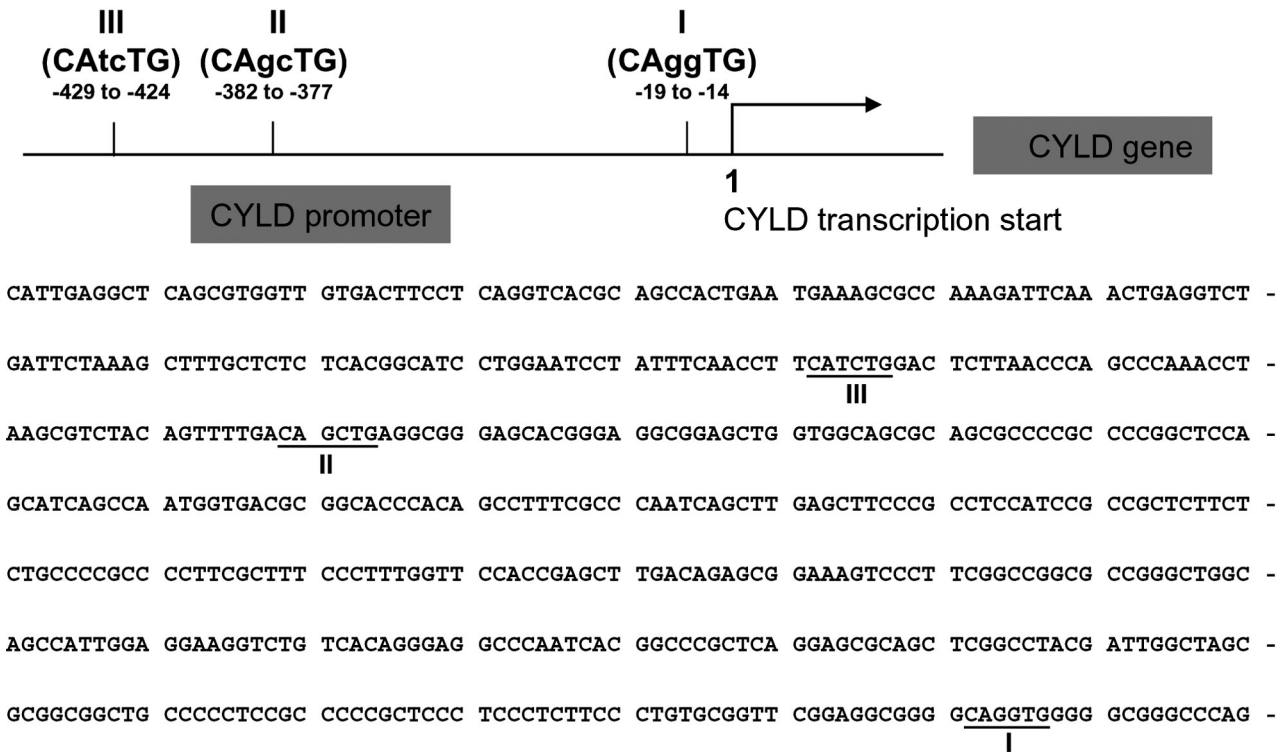 III II I
(CAtcTG) (CAgcTG) (CAggTG)
-429 to -424 -382 to -377 -19 to -14
CYLD gene
1
CYLD promoter
CYLD transcription start
CATTGAGGCT CAGCGTGGTT GTGACTTCCT CAGGTCACGC AGCCACTGAA TGAAAGCGCC AAAGATTCAA ACTGAGGTCT -
GATTCTAAAG CTTTGCTCTC TCACGGCATC CTGGAATCCT ATTTCAACCT TCATCTGGAC TCTTAACCCA GCCCAAACCT -
III
AAGCGTCTAC AGTTTTGACA GCTGAGGCGG GAGCACGGGA GGCGGAGCTG GTGGCAGCGC AGCGCCCCGC CCCGGCTCCA -
II
GCATCAGCCA ATGGTGACGC GGCACCCACA GCCTTTCGCC CAATCAGCTT GAGCTTCCCG CCTCCATCCG CCGCTCTTCT -
CTGCCCCGCC CCTTCGCTTT CCCTTTGGTT CCACCGAGCT TGACAGAGCG GAAAGTCCCT TCGGCCGGCG CCGGGCTGGC -
AGCCATTGGA GGAAGGTCTG TCACAGGGAG GCCCAATCAC GGCCCGCTCA GGAGCGCAGC TCGGCCTACG ATTGGCTAGC -
GCGGCGGCTG CCCCCTCCGC CCCCGCTCCC TCCCTCTTCC CTGTGCGGTT CGGAGGCGGG GCAGGTGGGG GCGGGCCCAG -
I